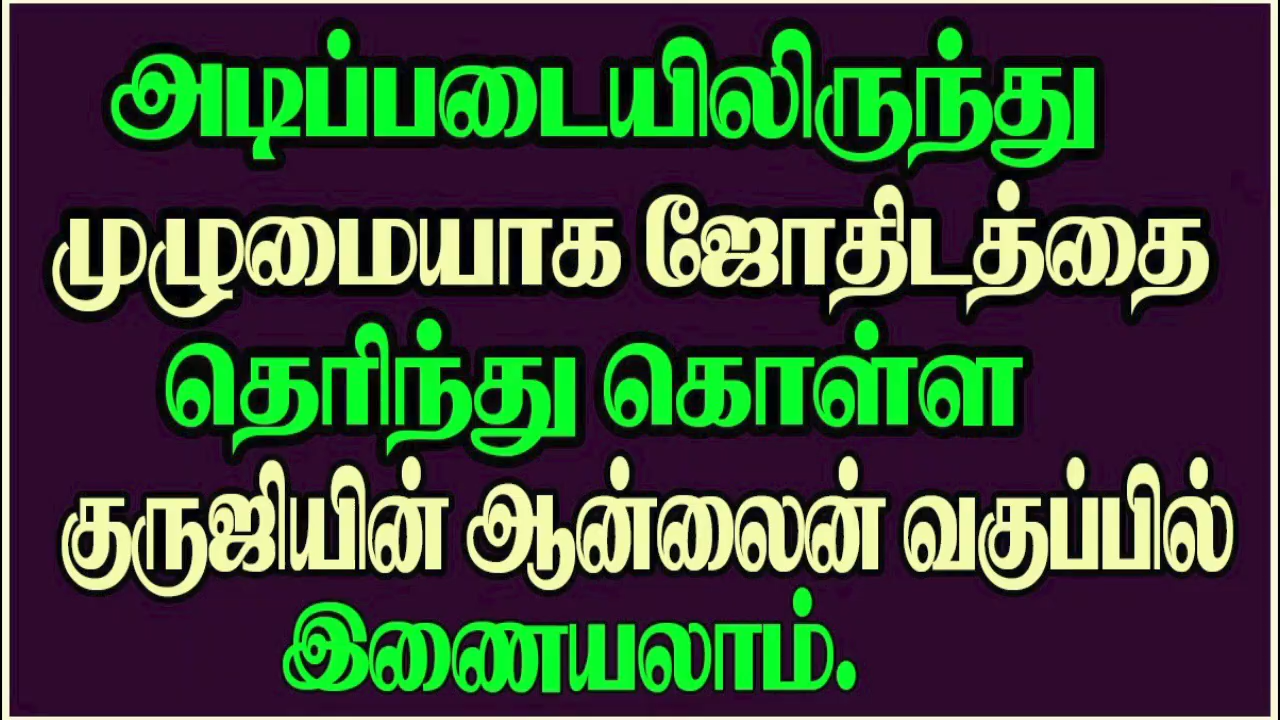 அடிப்படையிலிருந்து
முழுமையாக ஜோதிடத்தை
தெரிந்து கொள்ள
குருஜியின் ஆன்லைன் வகுப்பில்
இணையலாம்.